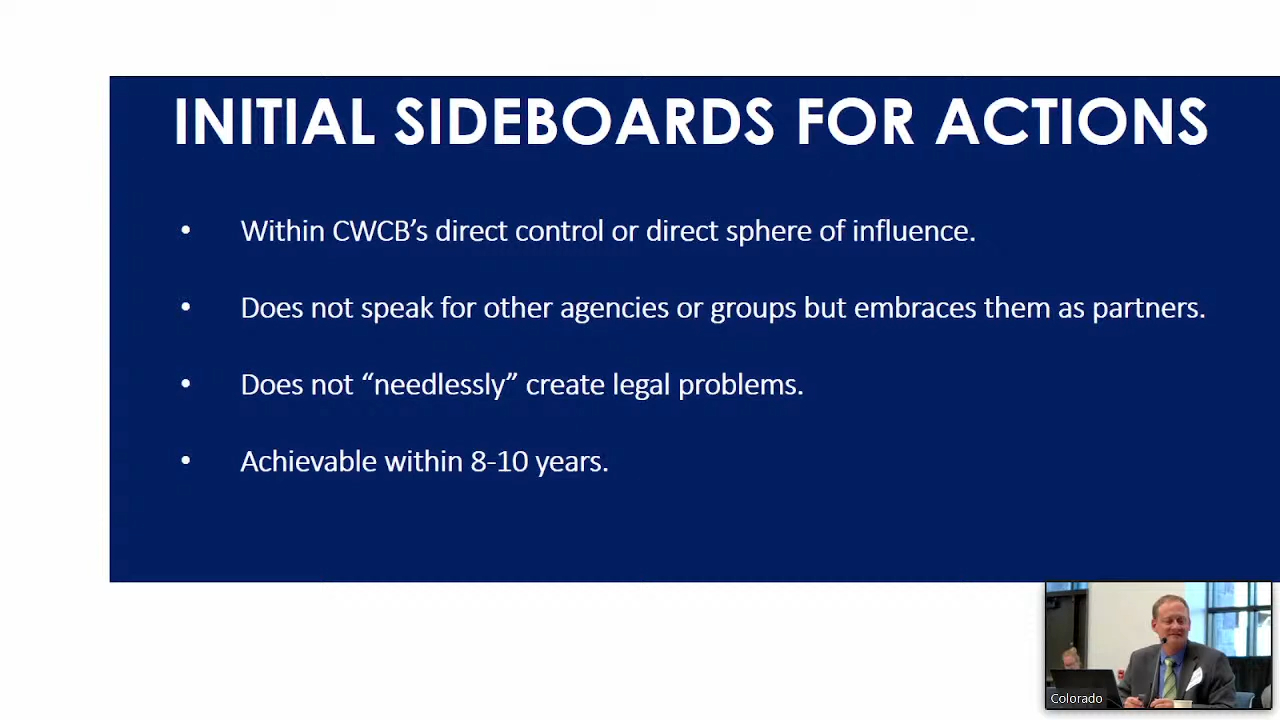 INITIAL SIDEBOARDS FOR ACTIONS
• Within CWCB’s direct control or direct sphere of influence.
• Does not speak for other agencies or groups but embraces them as partners.
• Does not “needlessly” create legal problems.
• Achievable within 8-10 years.
Colorado